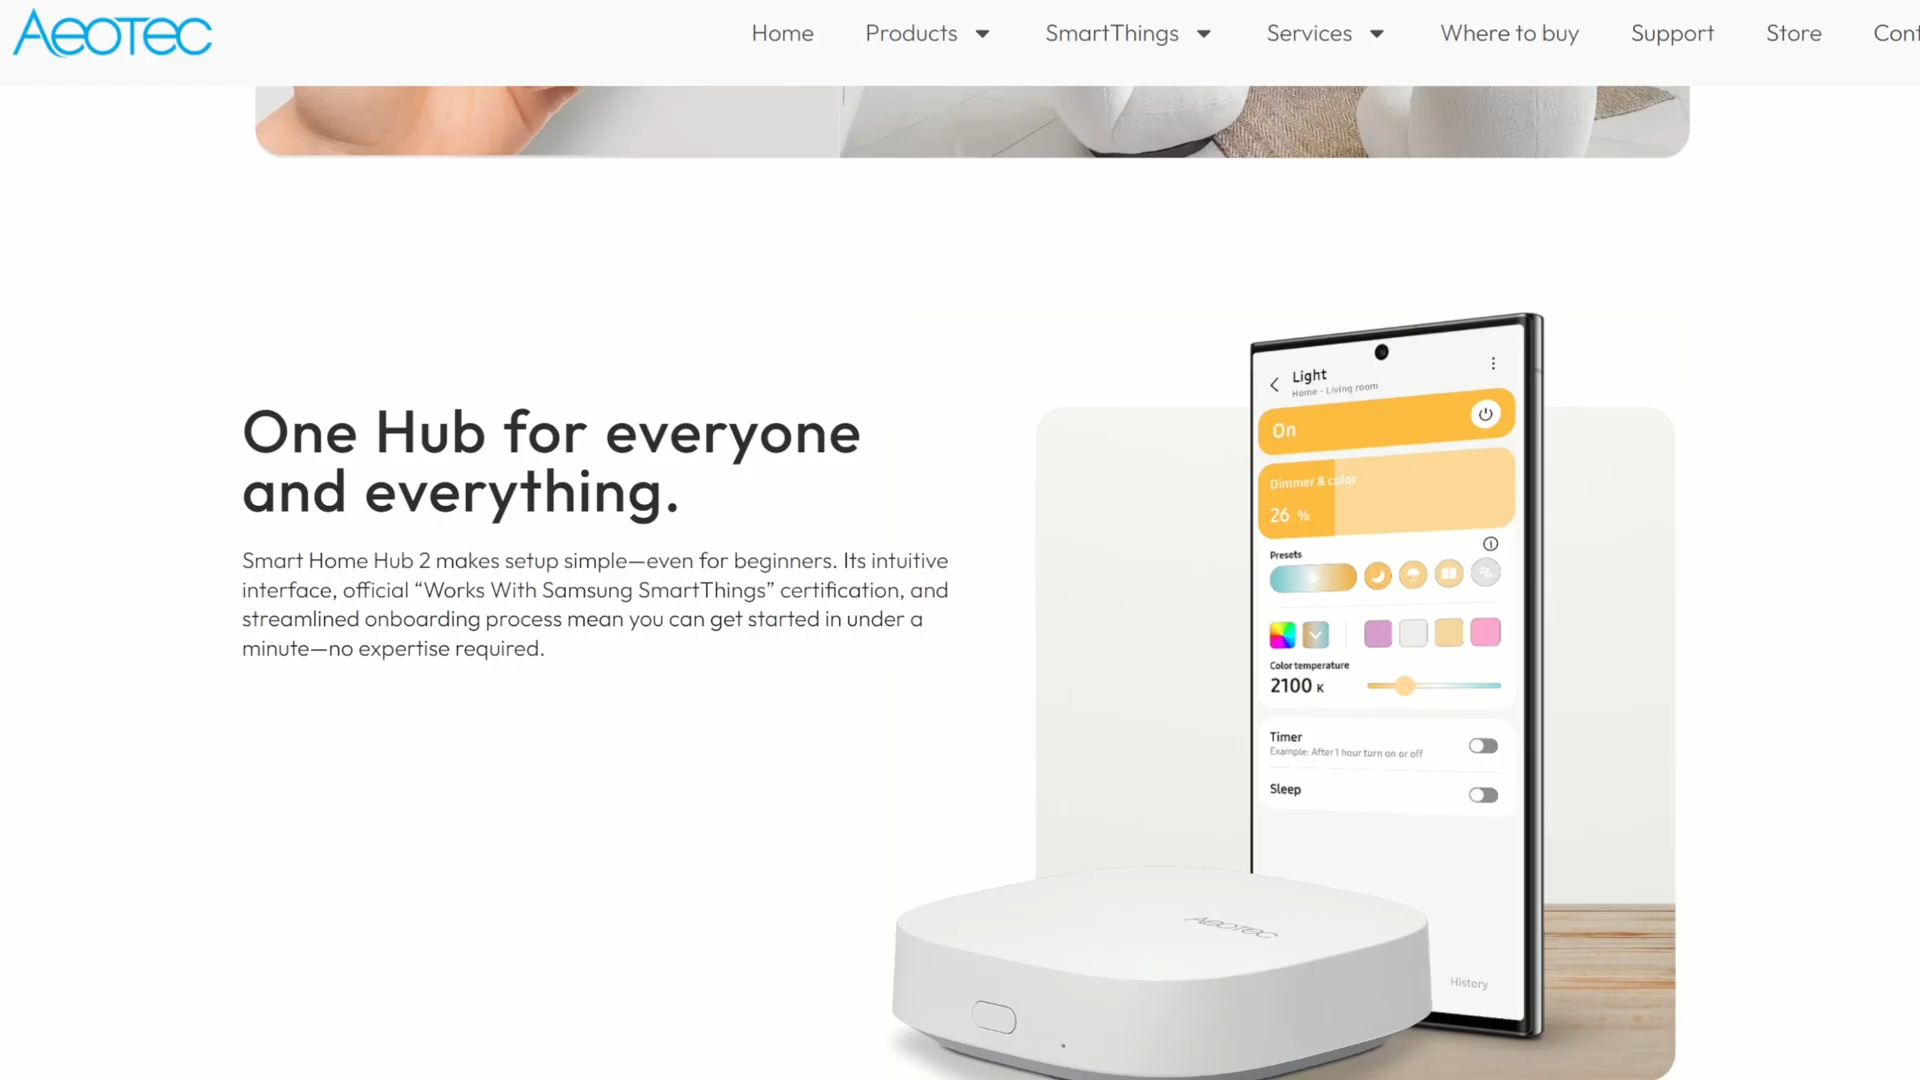 AEOTEC
Home
Products
SmartThings
Services
Where to buy
Support
Store
Cont
One Hub for everyone
and everything.
Smart Home Hub 2 makes setup simple—even for beginners. Its intuitive
interface, official “Works With Samsung SmartThings” certification, and
streamlined onboarding process mean you can get started in under a
minute—no expertise required.
Light
Home - Living room
On
Dimmer & color
26 %
Presets
Color temperature
2100 K
Timer
Example: After 1 hour turn on or off
Sleep
History
AEOTEC